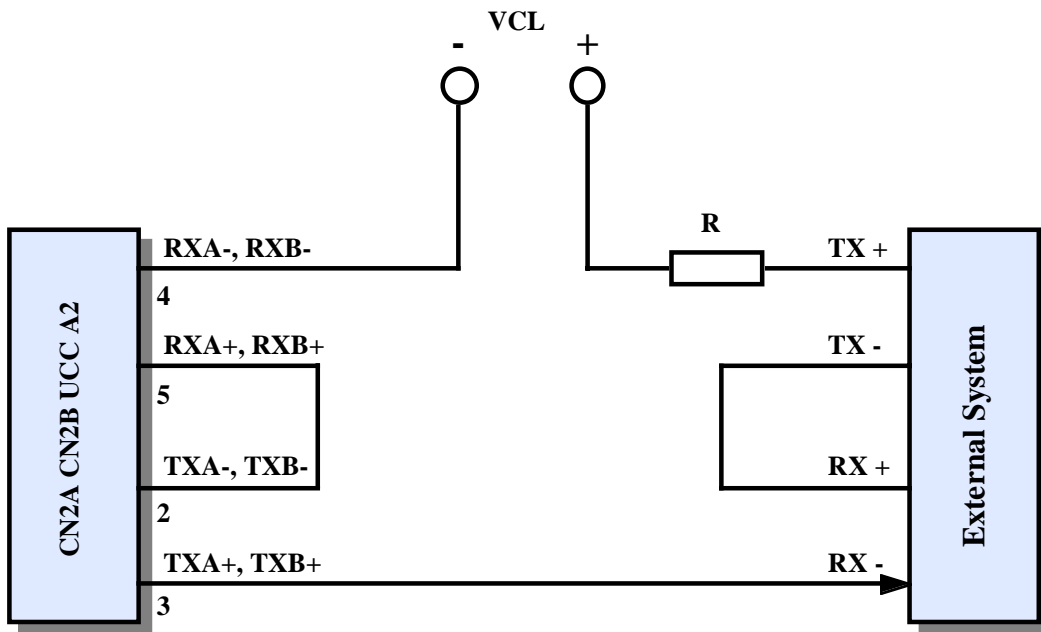 VCL
- +
R
RXA-, RXB-
TX +
4
RXA+, RXB+
TX -
5
CN2A CN2B UCC A2
External System
TXA-, TXB-
RX +
2
TXA+, TXB+
RX -
3